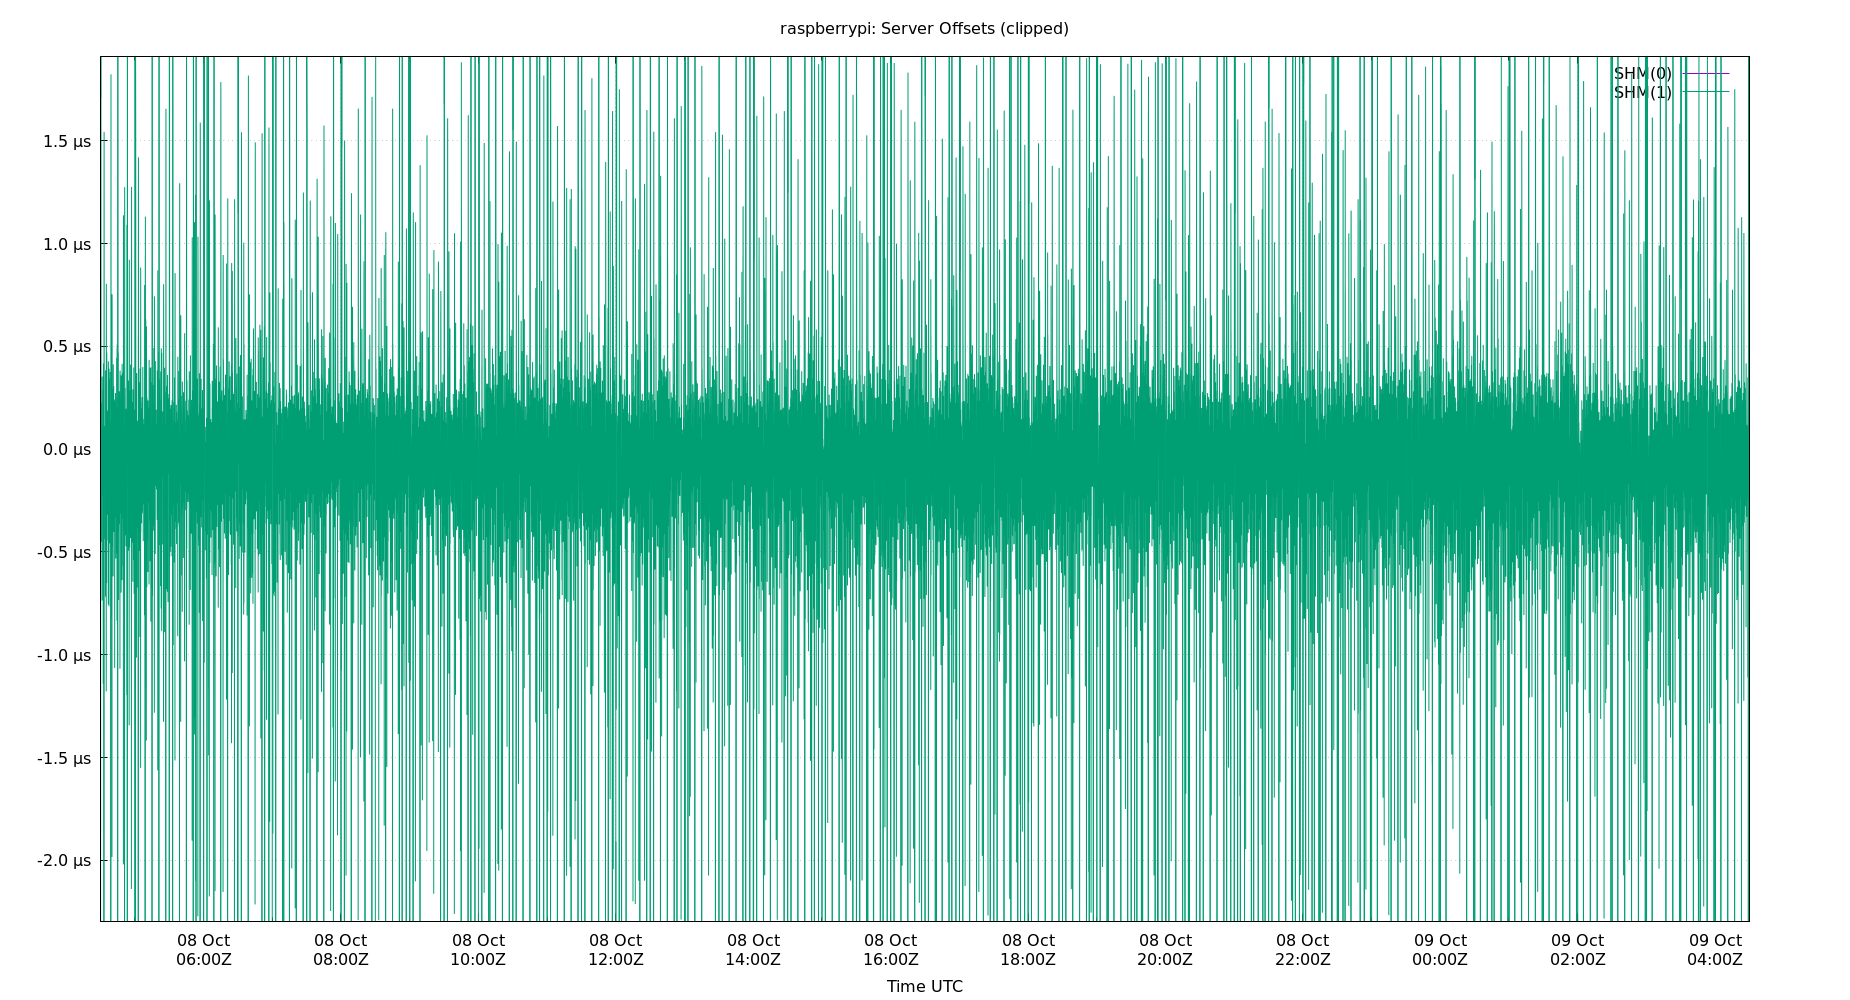 raspberrypi: Server Offsets (clipped)
SHM(0)
SHM(1)
1.5 µs
1.0 µs
0.5 µs
0.0 µs
-0.5 µs
-1.0 µs
-1.5 µs
-2.0 µs
08 Oct 08 Oct 08 Oct 08 Oct 08 Oct 08 Oct 08 Oct 08 Oct 08 Oct 09 Oct 09 Oct 09 Oct
06:00Z 08:00Z 10:00Z 12:00Z 14:00Z 16:00Z 18:00Z 20:00Z 22:00Z 00:00Z 02:00Z 04:00Z
Time UTC